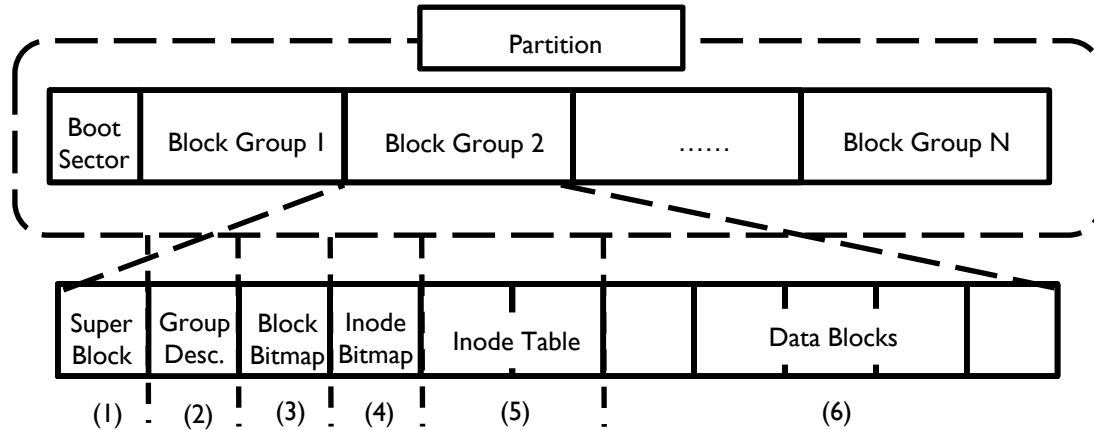 Partition
Boot
Sector
Block Group 1
Block Group 2
......
Block Group N
Super
Block
Group
Desc.
Block
Bitmap
Inode
Bitmap
Inode Table
Data Blocks
(1)
(2)
(3)
(4)
(5)
(6)